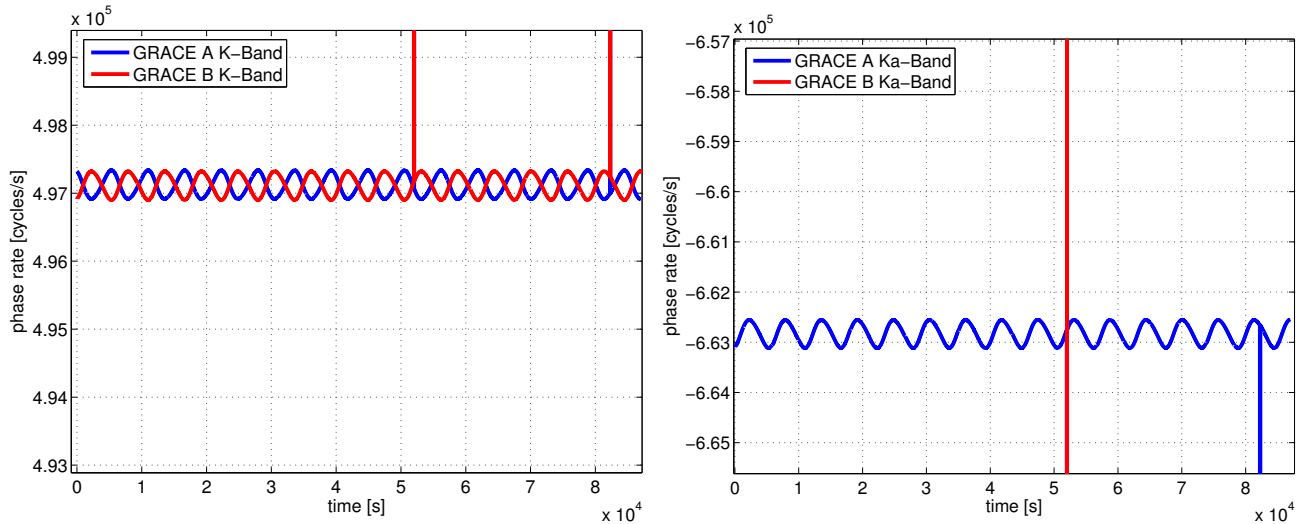 x 10^5
GRACE A K−Band
GRACE B K−Band
4.99
4.98
4.97
4.96
4.95
4.94
4.93
phase rate [cycles/s]
0 1 2 3 4 5 6 7 8
time [s]
x 10^4
x 10^5
GRACE A Ka−Band
GRACE B Ka−Band
−6.57
−6.58
−6.59
−6.6
−6.61
−6.62
−6.63
−6.64
−6.65
phase rate [cycles/s]
0 1 2 3 4 5 6 7 8
time [s]
x 10^4